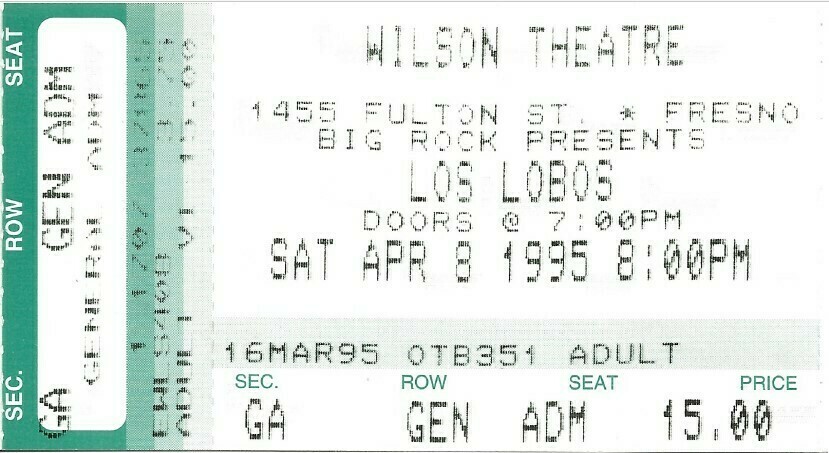 WILSON THEATRE
1455 FULTON ST. * FRESNO
BIG ROCK PRESENTS
LOS LOBOS
DOORS @ 7:00PM
SAT APR 8 1995 8:00PM
16MAR95 OTB351 ADULT
SEC. ROW SEAT PRICE
GA GEN ADM 15.00
SEC. ROW SEAT
GA GEN ADM